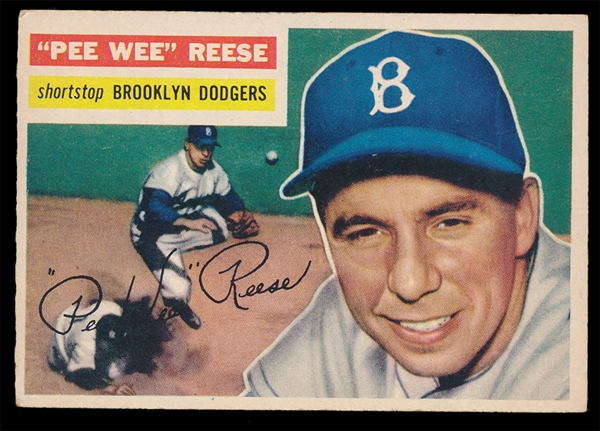 "PEE WEE" REESE
shortstop BROOKLYN DODGERS
B
"Pee Wee" Reese